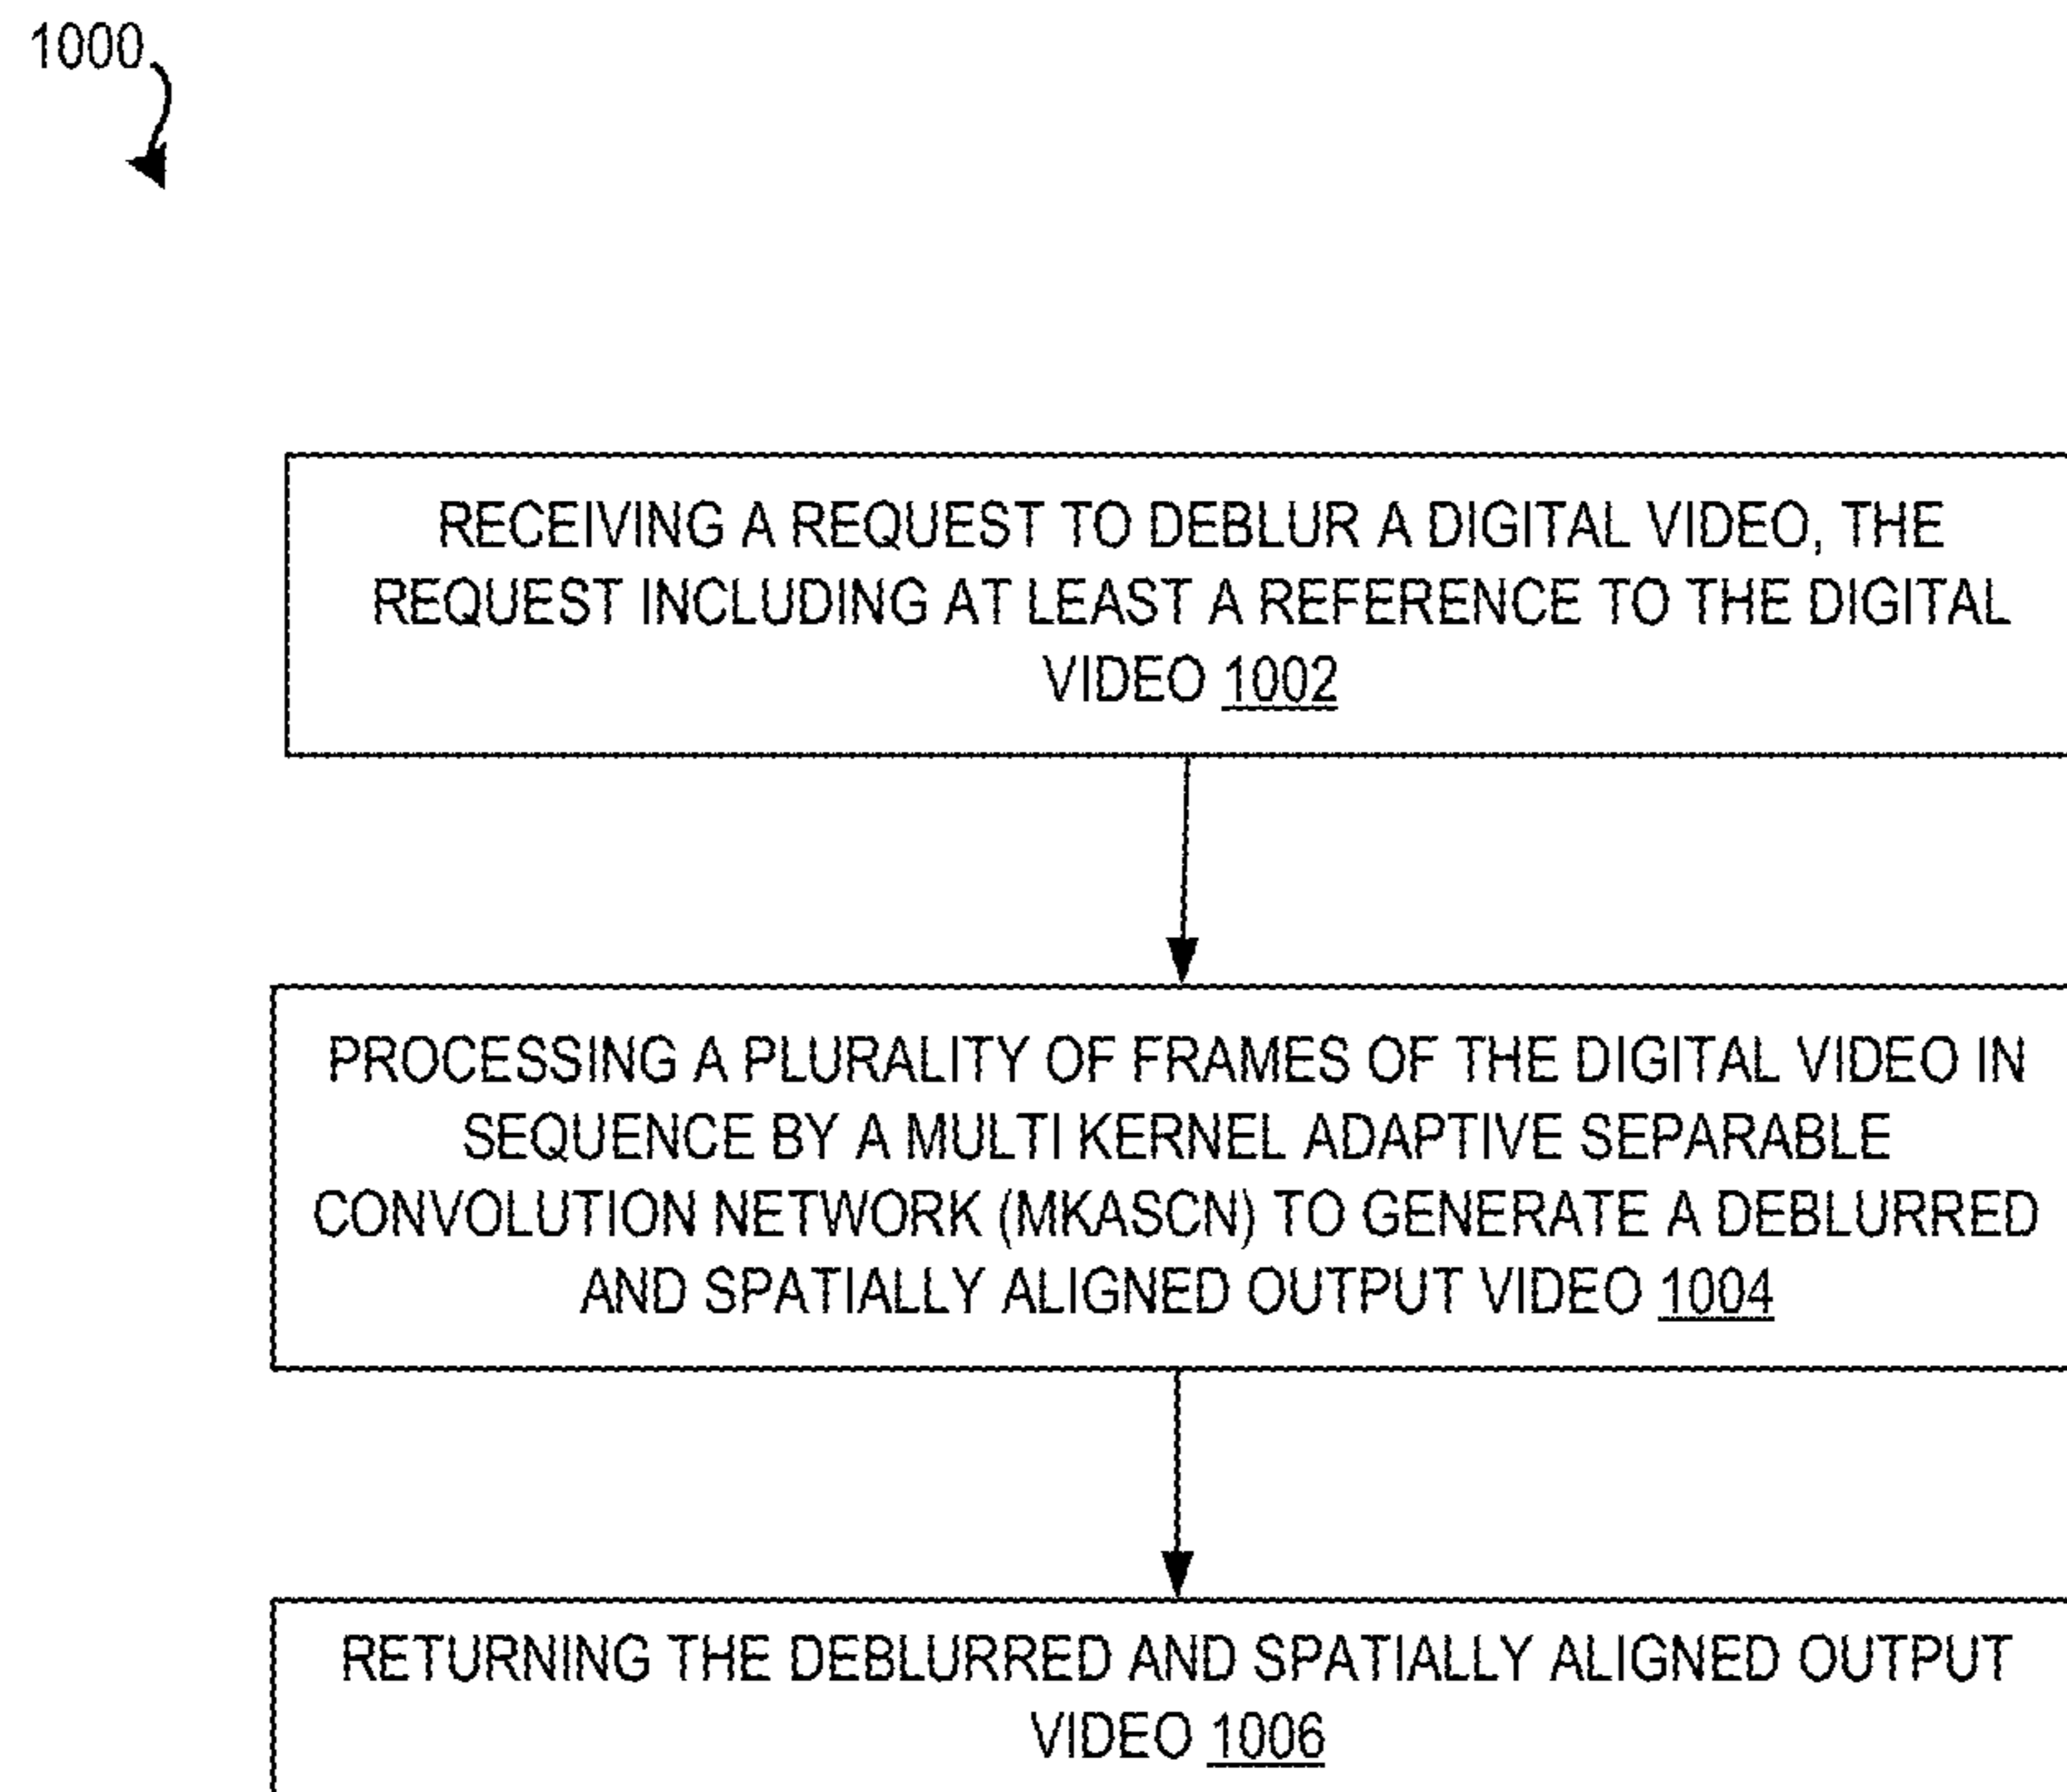 1000
RECEIVING A REQUEST TO DEBLUR A DIGITAL VIDEO, THE
REQUEST INCLUDING AT LEAST A REFERENCE TO THE DIGITAL
VIDEO 1002
PROCESSING A PLURALITY OF FRAMES OF THE DIGITAL VIDEO IN
SEQUENCE BY A MULTI KERNEL ADAPTIVE SEPARABLE
CONVOLUTION NETWORK (MKASCN) TO GENERATE A DEBLURRED
AND SPATIALLY ALIGNED OUTPUT VIDEO 1004
RETURNING THE DEBLURRED AND SPATIALLY ALIGNED OUTPUT
VIDEO 1006